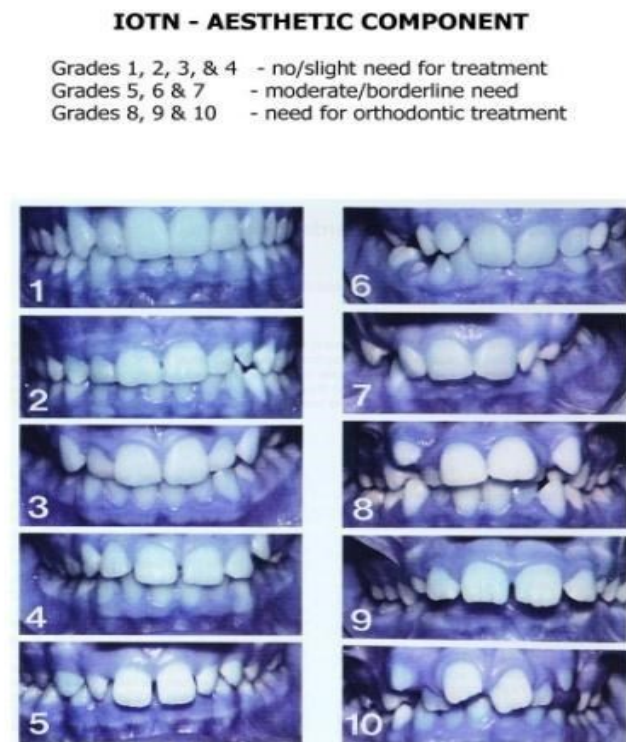 IOTN - AESTHETIC COMPONENT
Grades 1, 2, 3, & 4 - no/slight need for treatment
Grades 5, 6 & 7 - moderate/borderline need
Grades 8, 9 & 10 - need for orthodontic treatment
1
2
3
4
5
6
7
8
9
10